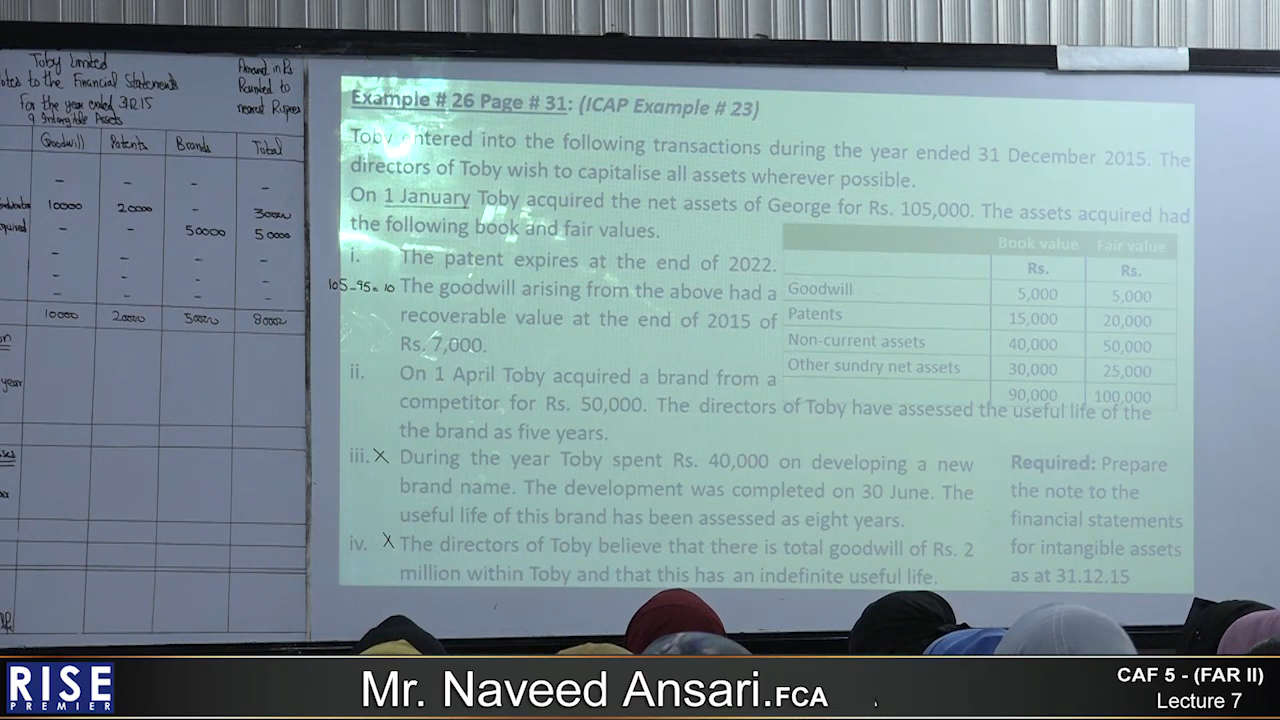 Toby Limited
Notes to the Financial Statements
For the year ended 31.12.15
9 Intangible Assets
Amount in Rs
Rounded to
nearest Rupees
Goodwill Patents Brands Total
- - - -
10000 20000 - 30000
quired - - 50000 50000
- - - -
- - - -
- - - -
10000 20000 50000 80000
on
year
Example # 26 Page # 31: (ICAP Example # 23)
Toby entered into the following transactions during the year ended 31 December 2015. The
directors of Toby wish to capitalise all assets wherever possible.
On 1 January Toby acquired the net assets of George for Rs. 105,000. The assets acquired had
the following book and fair values.
i. The patent expires at the end of 2022.
105-95=10 The goodwill arising from the above had a
recoverable value at the end of 2015 of
Rs. 7,000.
ii. On 1 April Toby acquired a brand from a
competitor for Rs. 50,000. The directors of Toby have assessed the useful life of the
the brand as five years.
iii. X During the year Toby spent Rs. 40,000 on developing a new
brand name. The development was completed on 30 June. The
useful life of this brand has been assessed as eight years.
iv. X The directors of Toby believe that there is total goodwill of Rs. 2
million within Toby and that this has an indefinite useful life.
Book value Fair value
Rs. Rs.
Goodwill 5,000 5,000
Patents 15,000 20,000
Non-current assets 40,000 50,000
Other sundry net assets 30,000 25,000
90,000 100,000
Required: Prepare
the note to the
financial statements
for intangible assets
as at 31.12.15
RISE
PREMIER
Mr. Naveed Ansari.FCA
CAF 5 - (FAR II)
Lecture 7